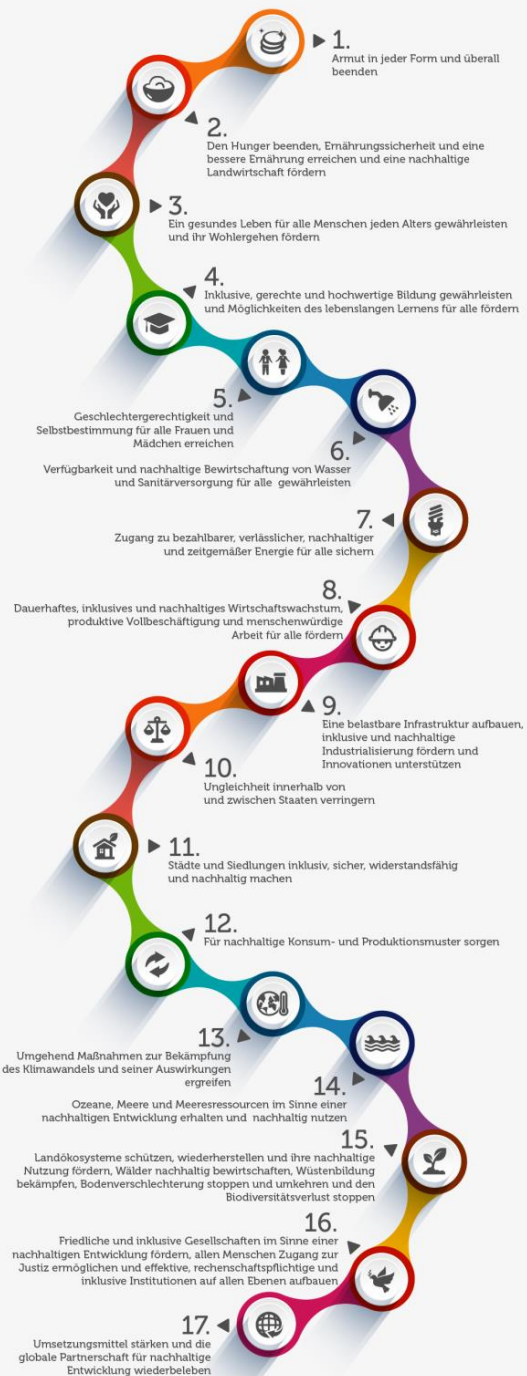 1.
Armut in jeder Form und überall
beenden
2.
Den Hunger beenden, Ernährungssicherheit und eine
bessere Ernährung erreichen und eine nachhaltige
Landwirtschaft fördern
3.
Ein gesundes Leben für alle Menschen jeden Alters gewährleisten
und ihr Wohlergehen fördern
4.
Inklusive, gerechte und hochwertige Bildung gewährleisten
und Möglichkeiten des lebenslangen Lernens für alle fördern
5.
Geschlechtergerechtigkeit und
Selbstbestimmung für alle Frauen und
Mädchen erreichen
6.
Verfügbarkeit und nachhaltige Bewirtschaftung von Wasser
und Sanitärversorgung für alle gewährleisten
7.
Zugang zu bezahlbarer, verlässlicher, nachhaltiger
und zeitgemäßer Energie für alle sichern
8.
Dauerhaftes, inklusives und nachhaltiges Wirtschaftswachstum,
produktive Vollbeschäftigung und menschenwürdige
Arbeit für alle fördern
9.
Eine belastbare Infrastruktur aufbauen,
inklusive und nachhaltige
Industrialisierung fördern und
Innovationen unterstützen
10.
Ungleichheit innerhalb von
und zwischen Staaten verringern
11.
Städte und Siedlungen inklusiv, sicher, widerstandsfähig
und nachhaltig machen
12.
Für nachhaltige Konsum- und Produktionsmuster sorgen
13.
Umgehend Maßnahmen zur Bekämpfung
des Klimawandels und seiner Auswirkungen
ergreifen
14.
Ozeane, Meere und Meeresressourcen im Sinne einer
nachhaltigen Entwicklung erhalten und nachhaltig nutzen
15.
Landökosysteme schützen, wiederherstellen und ihre nachhaltige
Nutzung fördern, Wälder nachhaltig bewirtschaften, Wüstenbildung
bekämpfen, Bodenverschlechterung stoppen und umkehren und den
Biodiversitätsverlust stoppen
16.
Friedliche und inklusive Gesellschaften im Sinne einer
nachhaltigen Entwicklung fördern, allen Menschen Zugang zur
Justiz ermöglichen und effektive, rechenschaftspflichtige und
inklusive Institutionen auf allen Ebenen aufbauen
17.
Umsetzungsmittel stärken und die
globale Partnerschaft für nachhaltige
Entwicklung wiederbeleben